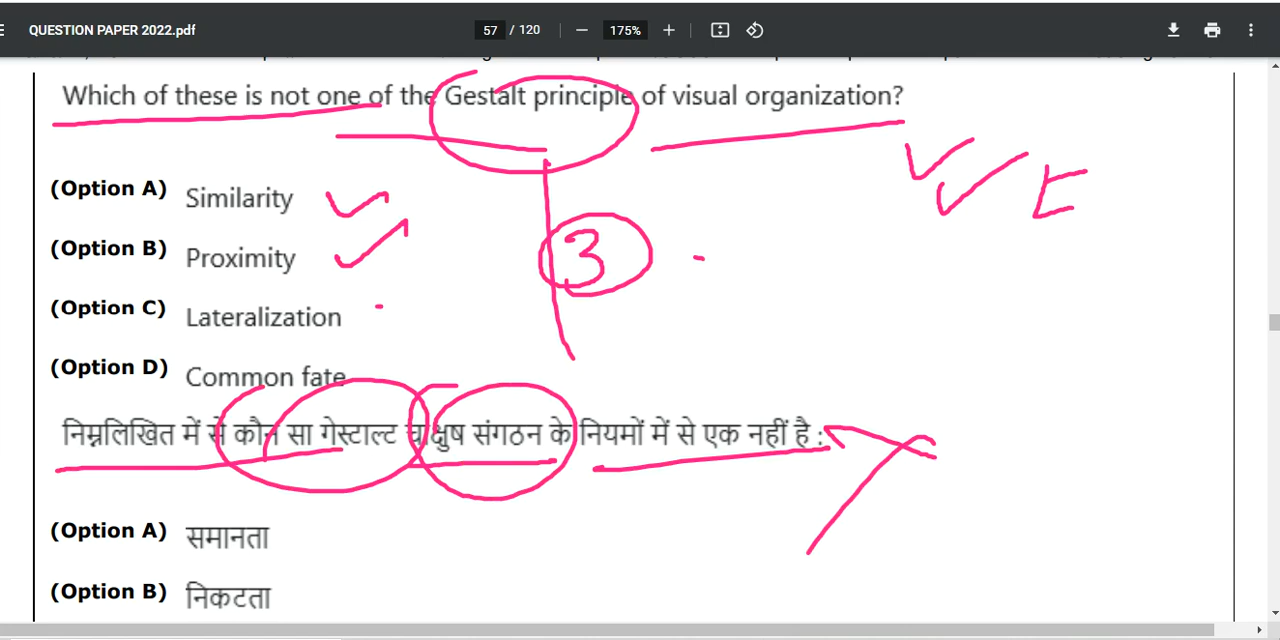 QUESTION PAPER 2022.pdf 57 / 120 175%
Which of these is not one of the Gestalt principle of visual organization?
(Option A) Similarity
(Option B) Proximity
3
(Option C) Lateralization
(Option D) Common fate
निम्नलिखित में से कौन सा गेस्टाल्ट चक्षुष संगठन के नियमों में से एक नहीं है :
(Option A) समानता
(Option B) निकटता